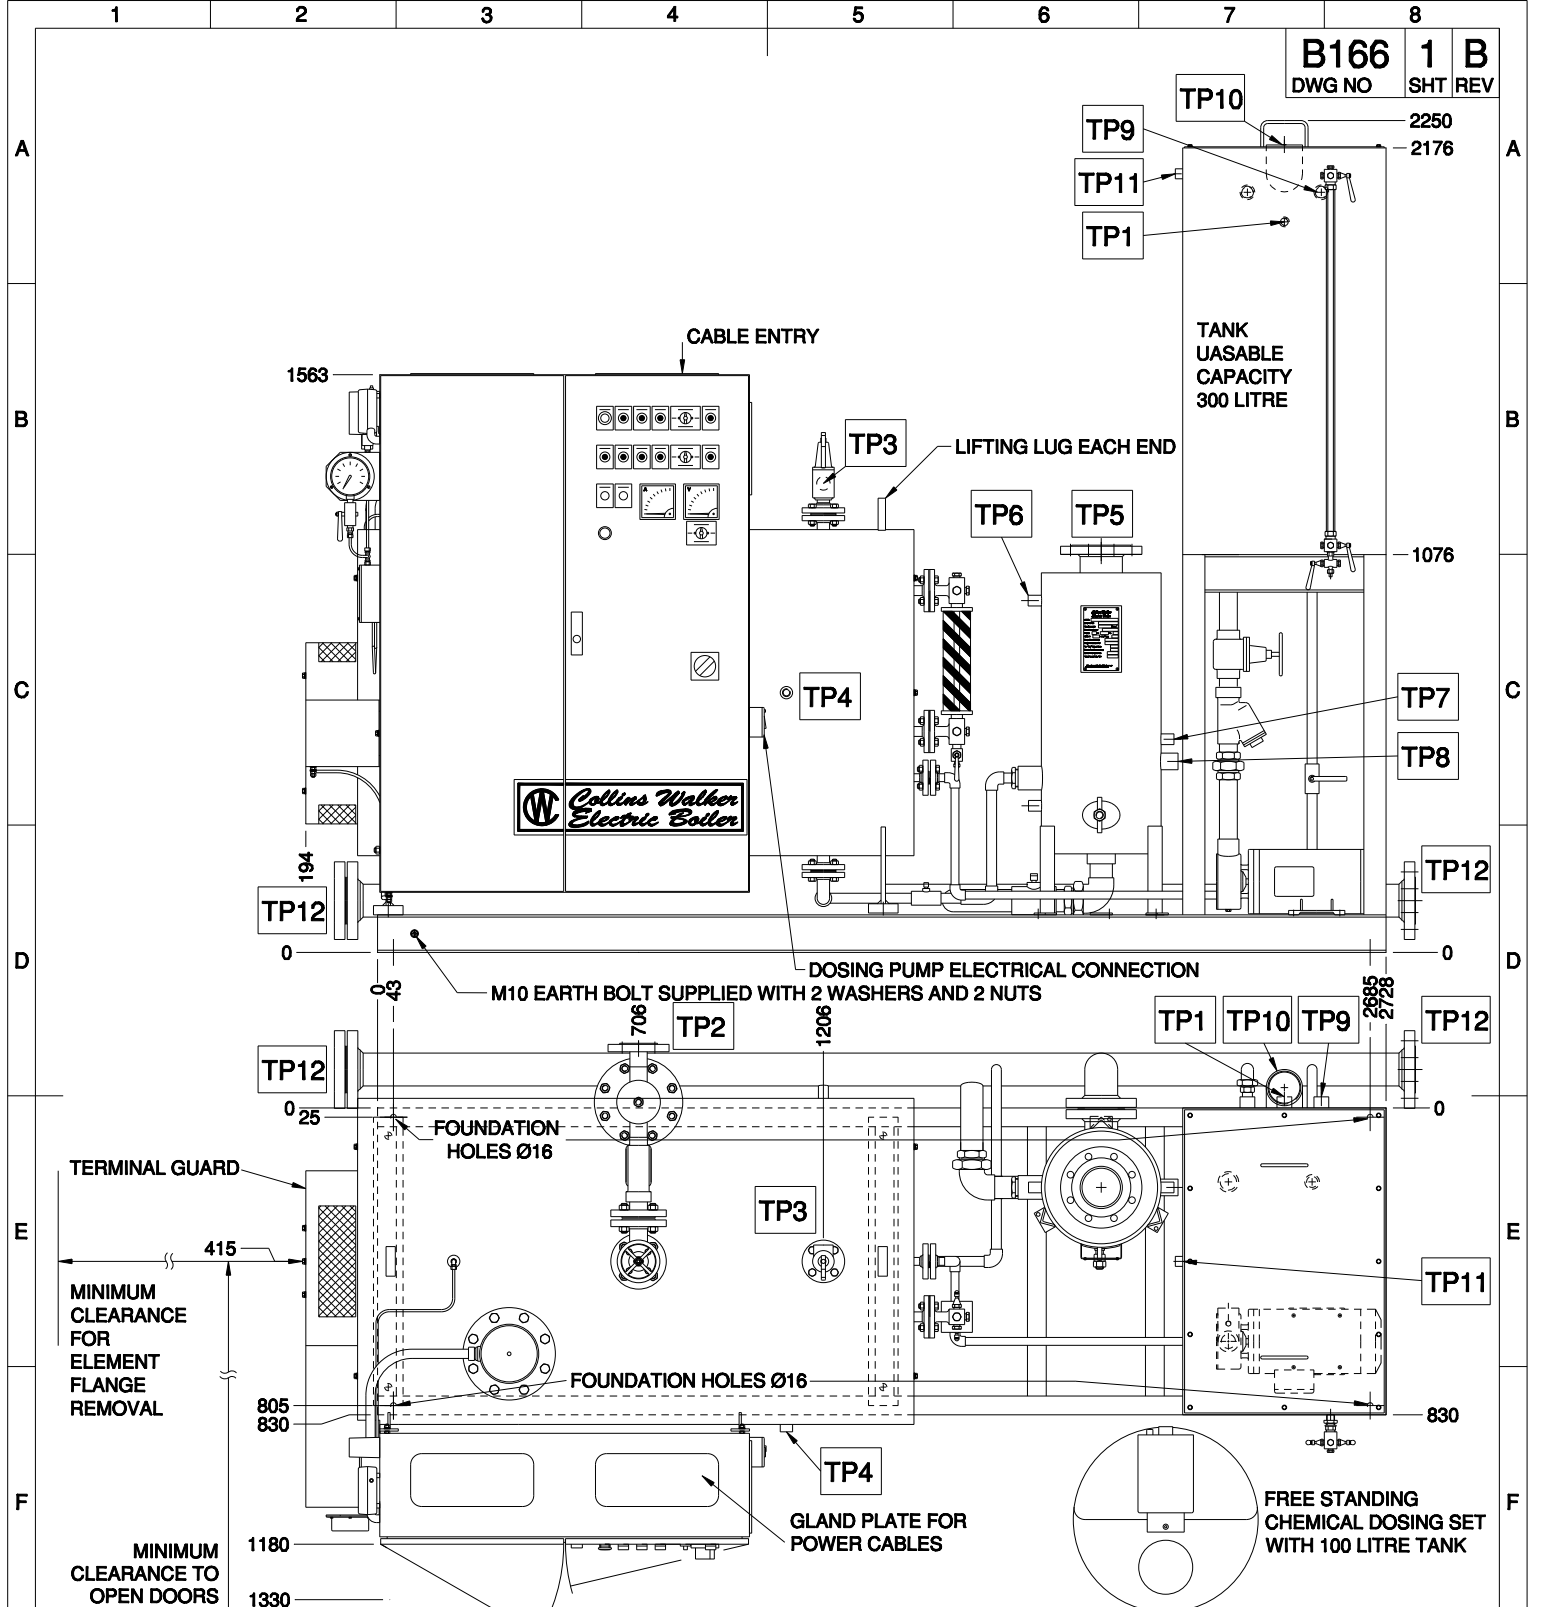 1 2 3 4 5 6 7 8
B166 1 B
DWG NO SHT REV
TP10
2250
TP9
A
2176
A
TP11
TP1
TANK
UASABLE
CAPACITY
300 LITRE
CABLE ENTRY
1563
B
B
TP3
LIFTING LUG EACH END
A
V
TP6
TP5
1076
C
TP4
TP7
C
TP8
CW
Collins Walker
Electric Boiler
194
TP12
TP12
D
0
0
D
DOSING PUMP ELECTRICAL CONNECTION
M10 EARTH BOLT SUPPLIED WITH 2 WASHERS AND 2 NUTS
0
43
2685
2728
706
TP2
1206
TP1
TP10
TP9
TP12
TP12
0
25
0
FOUNDATION
HOLES Ø16
TERMINAL GUARD
TP3
E
E
415
TP11
MINIMUM
CLEARANCE
FOR
ELEMENT
FLANGE
REMOVAL
FOUNDATION HOLES Ø16
805
830
830
TP4
F
F
GLAND PLATE FOR
POWER CABLES
FREE STANDING
CHEMICAL DOSING SET
WITH 100 LITRE TANK
1180
MINIMUM
CLEARANCE TO
OPEN DOORS
1330